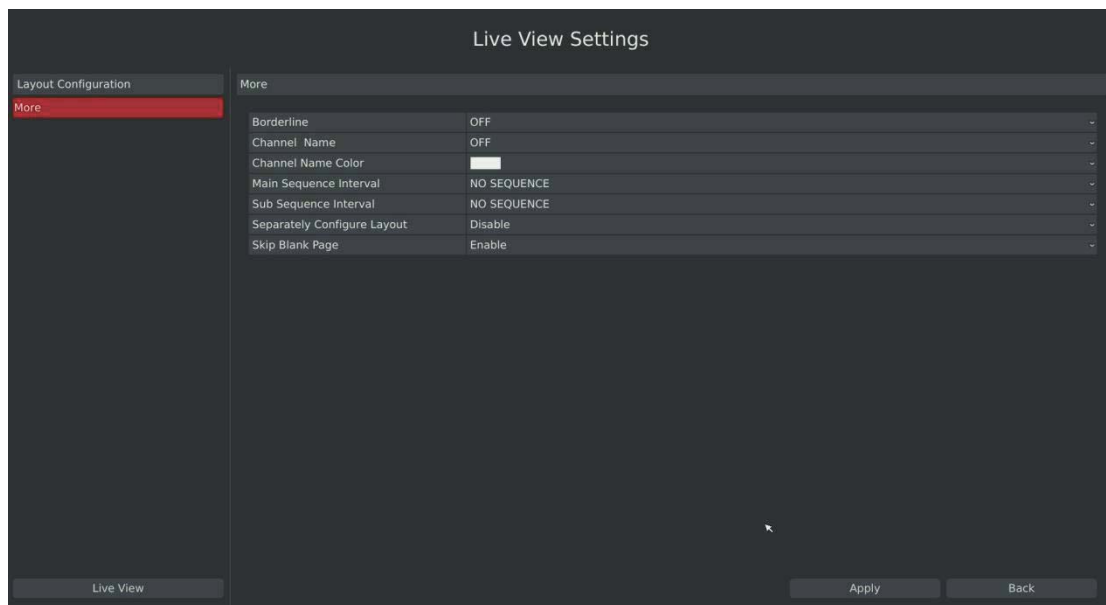 Live View Settings
Layout Configuration
More
More
Borderline OFF
Channel Name OFF
Channel Name Color
Main Sequence Interval NO SEQUENCE
Sub Sequence Interval NO SEQUENCE
Separately Configure Layout Disable
Skip Blank Page Enable
Live View Apply Back